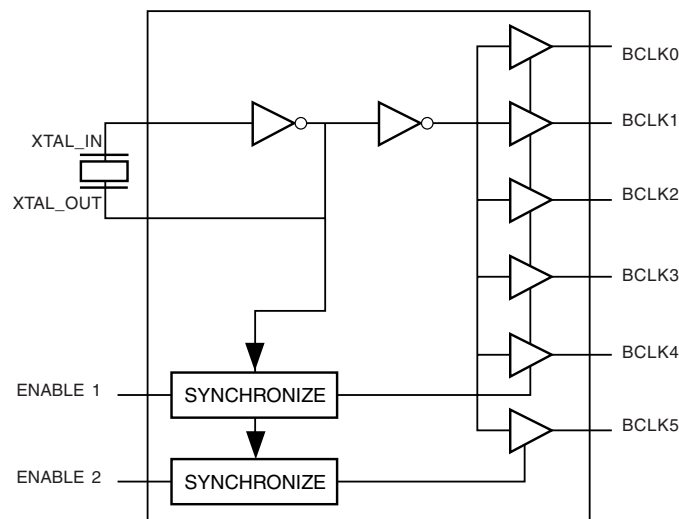 BCLK0
BCLK1
XTAL_IN
BCLK2
XTAL_OUT
BCLK3
BCLK4
ENABLE 1
SYNCHRONIZE
BCLK5
ENABLE 2
SYNCHRONIZE